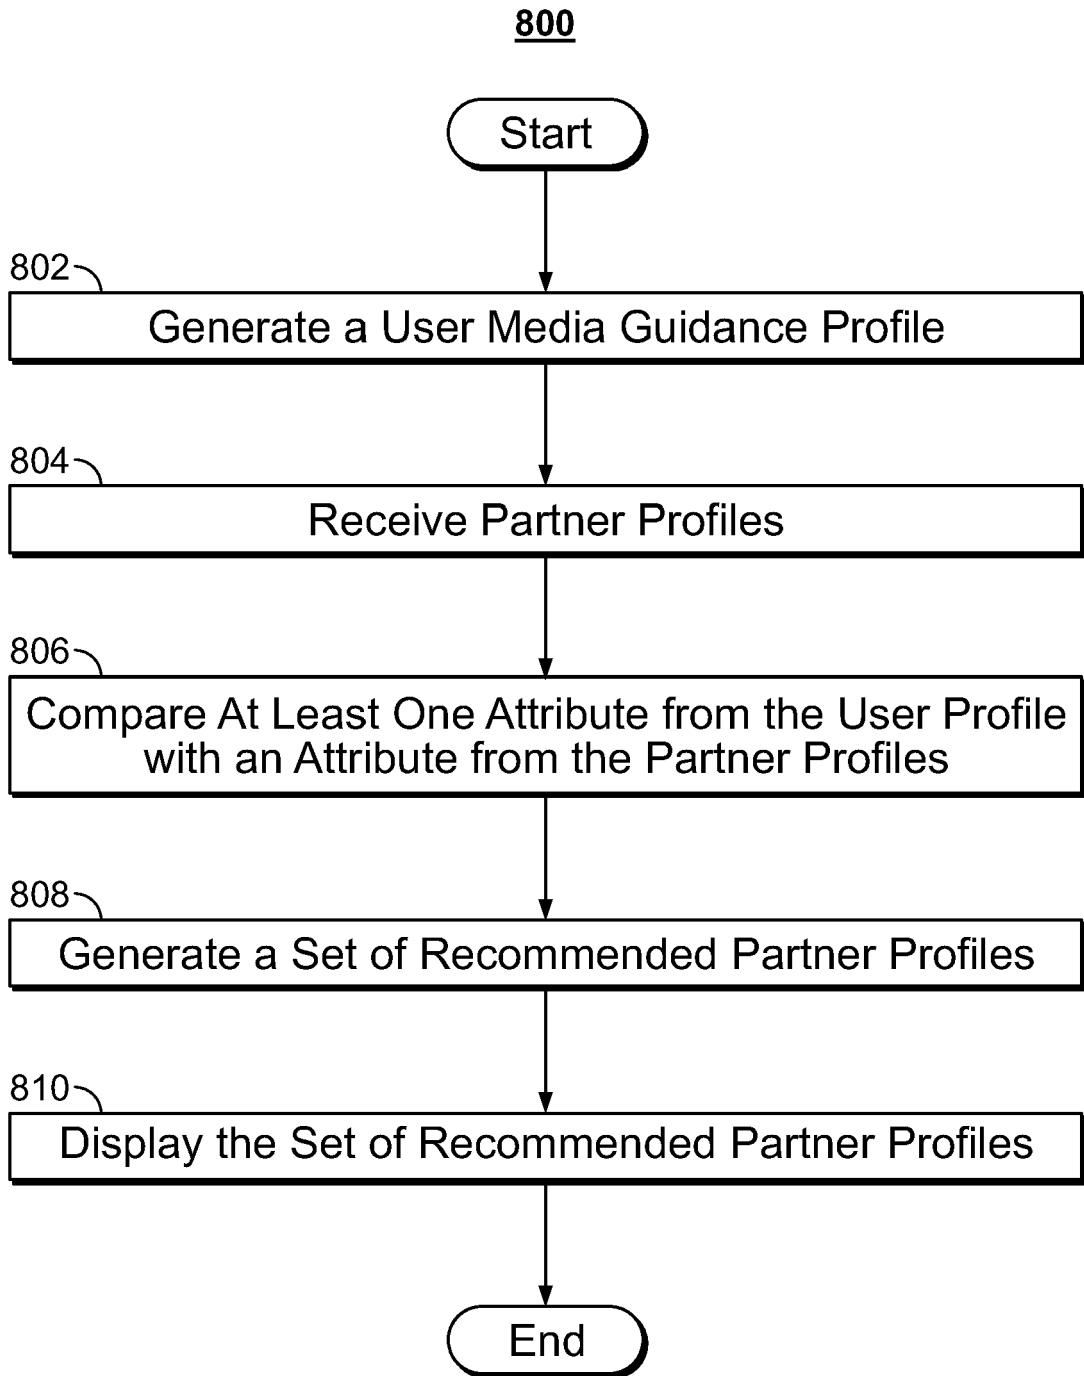 800
Start
802
Generate a User Media Guidance Profile
804
Receive Partner Profiles
806
Compare At Least One Attribute from the User Profile
with an Attribute from the Partner Profiles
808
Generate a Set of Recommended Partner Profiles
810
Display the Set of Recommended Partner Profiles
End